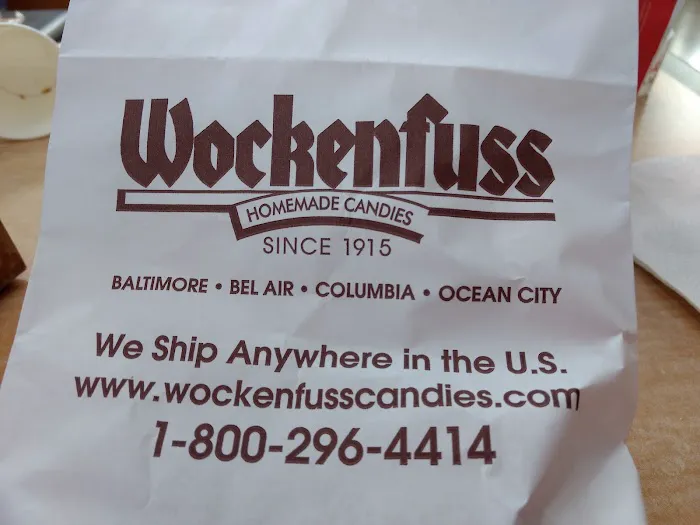 Wockenfuss
HOMEMADE CANDIES
SINCE 1915
BALTIMORE • BEL AIR • COLUMBIA • OCEAN CITY
We Ship Anywhere in the U.S.
www.wockenfusscandies.com
1-800-296-4414